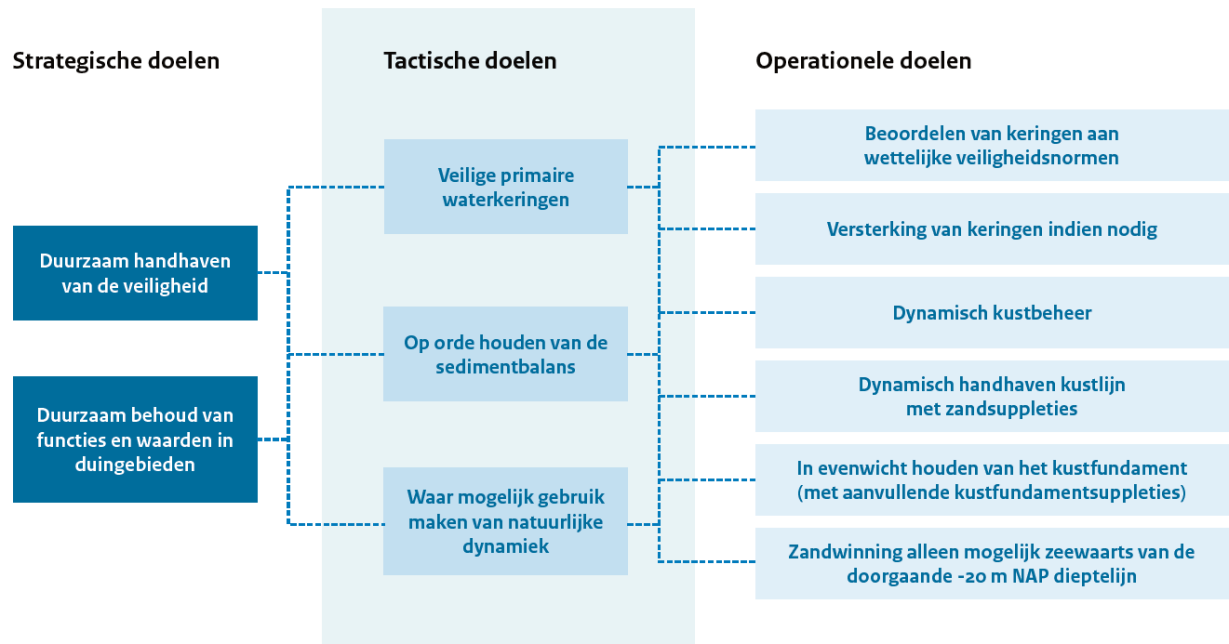 Strategische doelen
Duurzaam handhaven
van de veiligheid
Duurzaam behoud van
functies en waarden in
duingebieden
Tactische doelen
Veilige primaire
waterkeringen
Op orde houden van de
sedimentbalans
Waar mogelijk gebruik
maken van natuurlijke
dynamiek
Operationele doelen
Beoordelen van keringen aan
wettelijke veiligheidsnormen
Versterking van keringen indien nodig
Dynamisch kustbeheer
Dynamisch handhaven kustlijn
met zandsuppleties
In evenwicht houden van het kustfundament
(met aanvullende kustfundamentsuppleties)
Zandwinning alleen mogelijk zeewaarts van de
doorgaande -20 m NAP dieptelijn